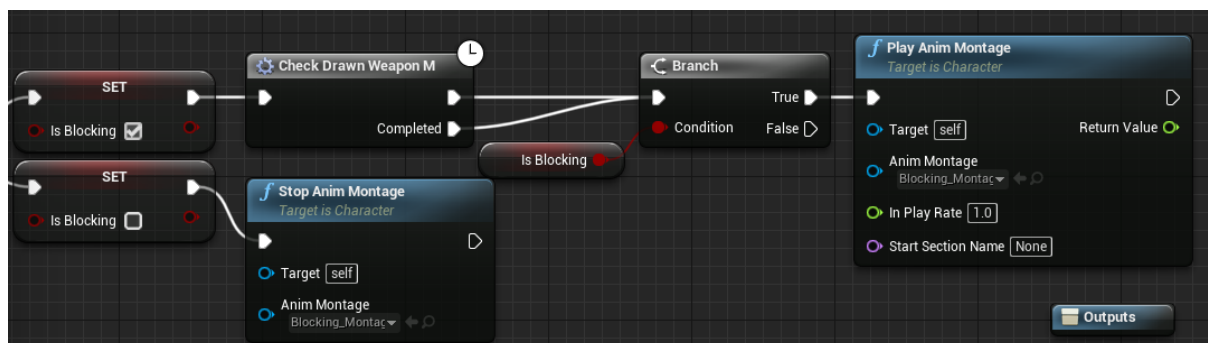 SET
Is Blocking
Check Drawn Weapon M
Completed
Branch
True
Condition
False
Is Blocking
Play Anim Montage
Target is Character
Target self
Return Value
Anim Montage
Blocking_Montag
In Play Rate 1.0
Start Section Name None
SET
Is Blocking
Stop Anim Montage
Target is Character
Target self
Anim Montage
Blocking_Montag
Outputs